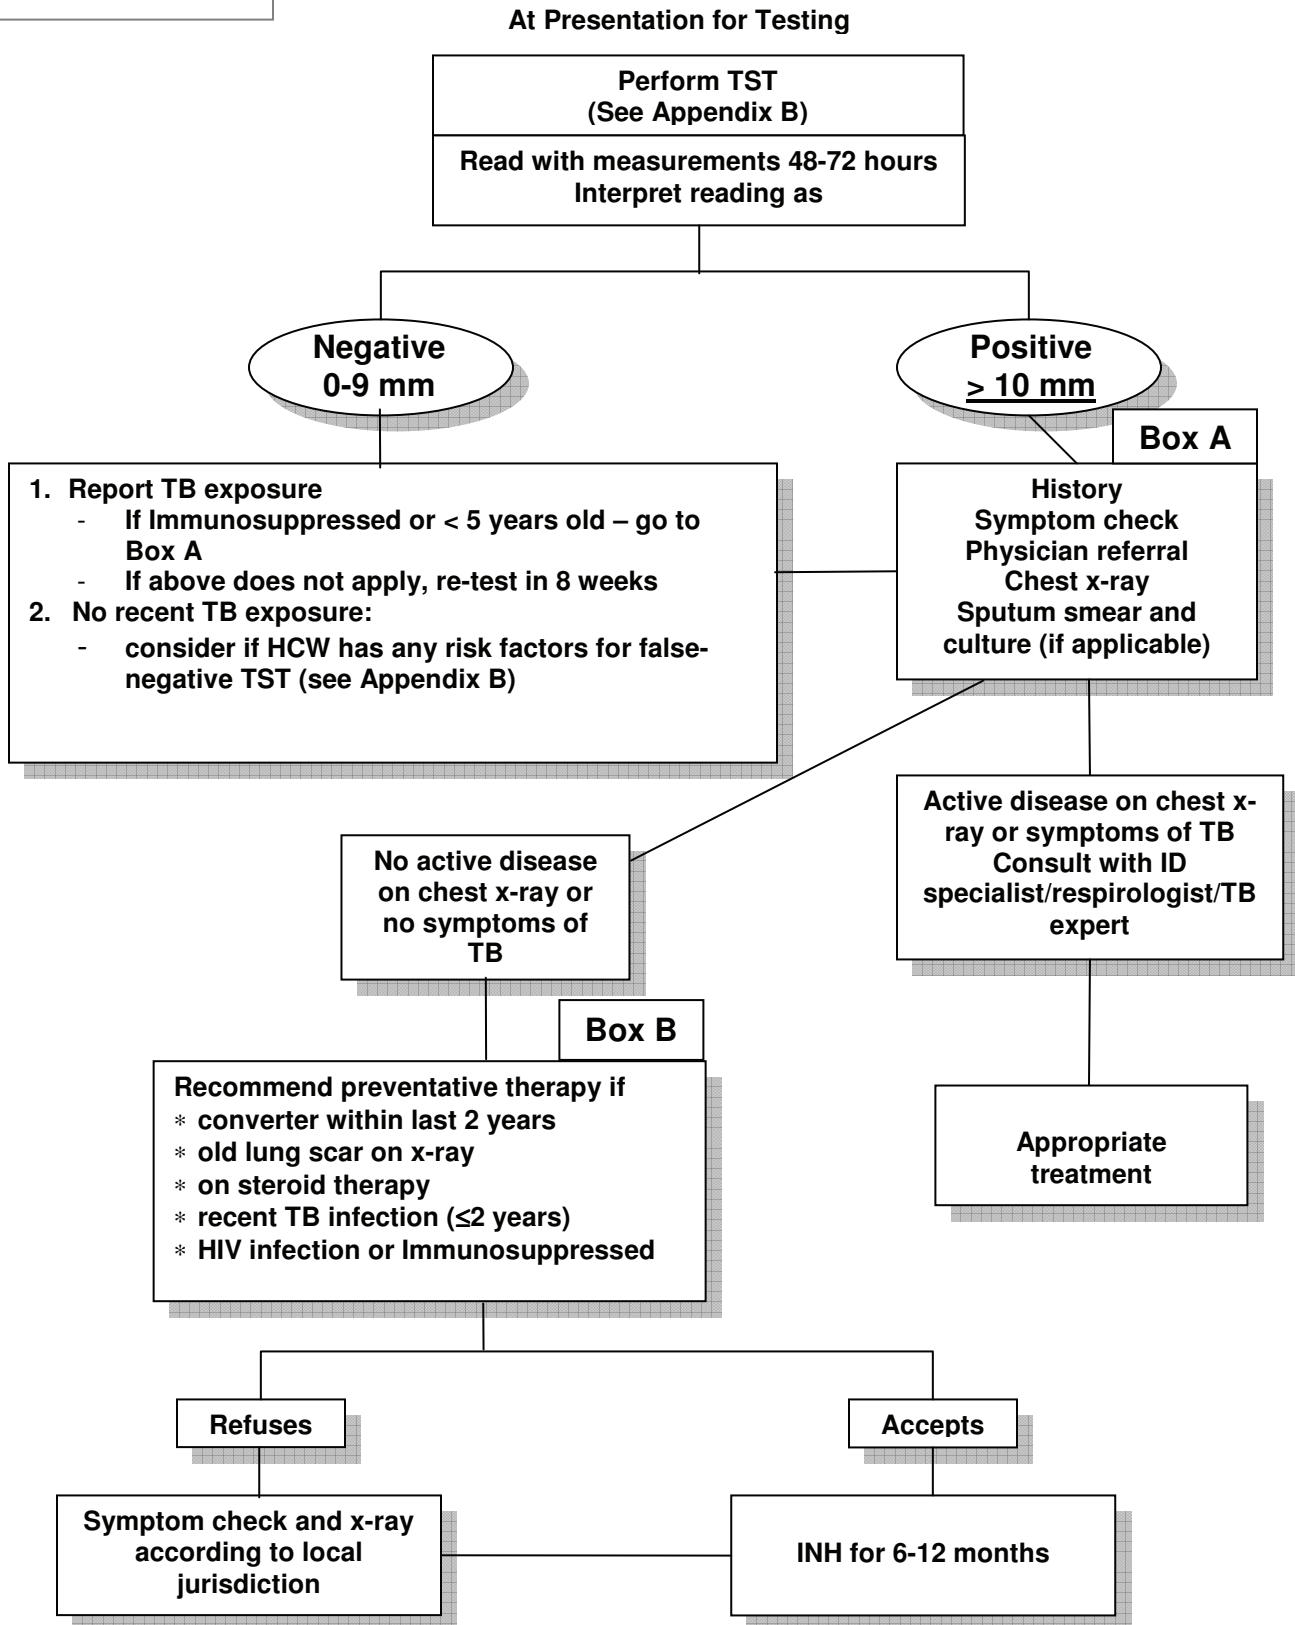 At Presentation for Testing
Perform TST
(See Appendix B)
Read with measurements 48-72 hours
Interpret reading as
Negative
0-9 mm
Positive
> 10 mm
Box A
1. Report TB exposure
- If Immunosuppressed or < 5 years old – go to
Box A
- If above does not apply, re-test in 8 weeks
2. No recent TB exposure:
- consider if HCW has any risk factors for false-
negative TST (see Appendix B)
History
Symptom check
Physician referral
Chest x-ray
Sputum smear and
culture (if applicable)
Active disease on chest x-
ray or symptoms of TB
Consult with ID
specialist/respirologist/TB
expert
No active disease
on chest x-ray or
no symptoms of
TB
Box B
Recommend preventative therapy if
* converter within last 2 years
* old lung scar on x-ray
* on steroid therapy
* recent TB infection (≤2 years)
* HIV infection or Immunosuppressed
Appropriate
treatment
Refuses
Accepts
Symptom check and x-ray
according to local
jurisdiction
INH for 6-12 months